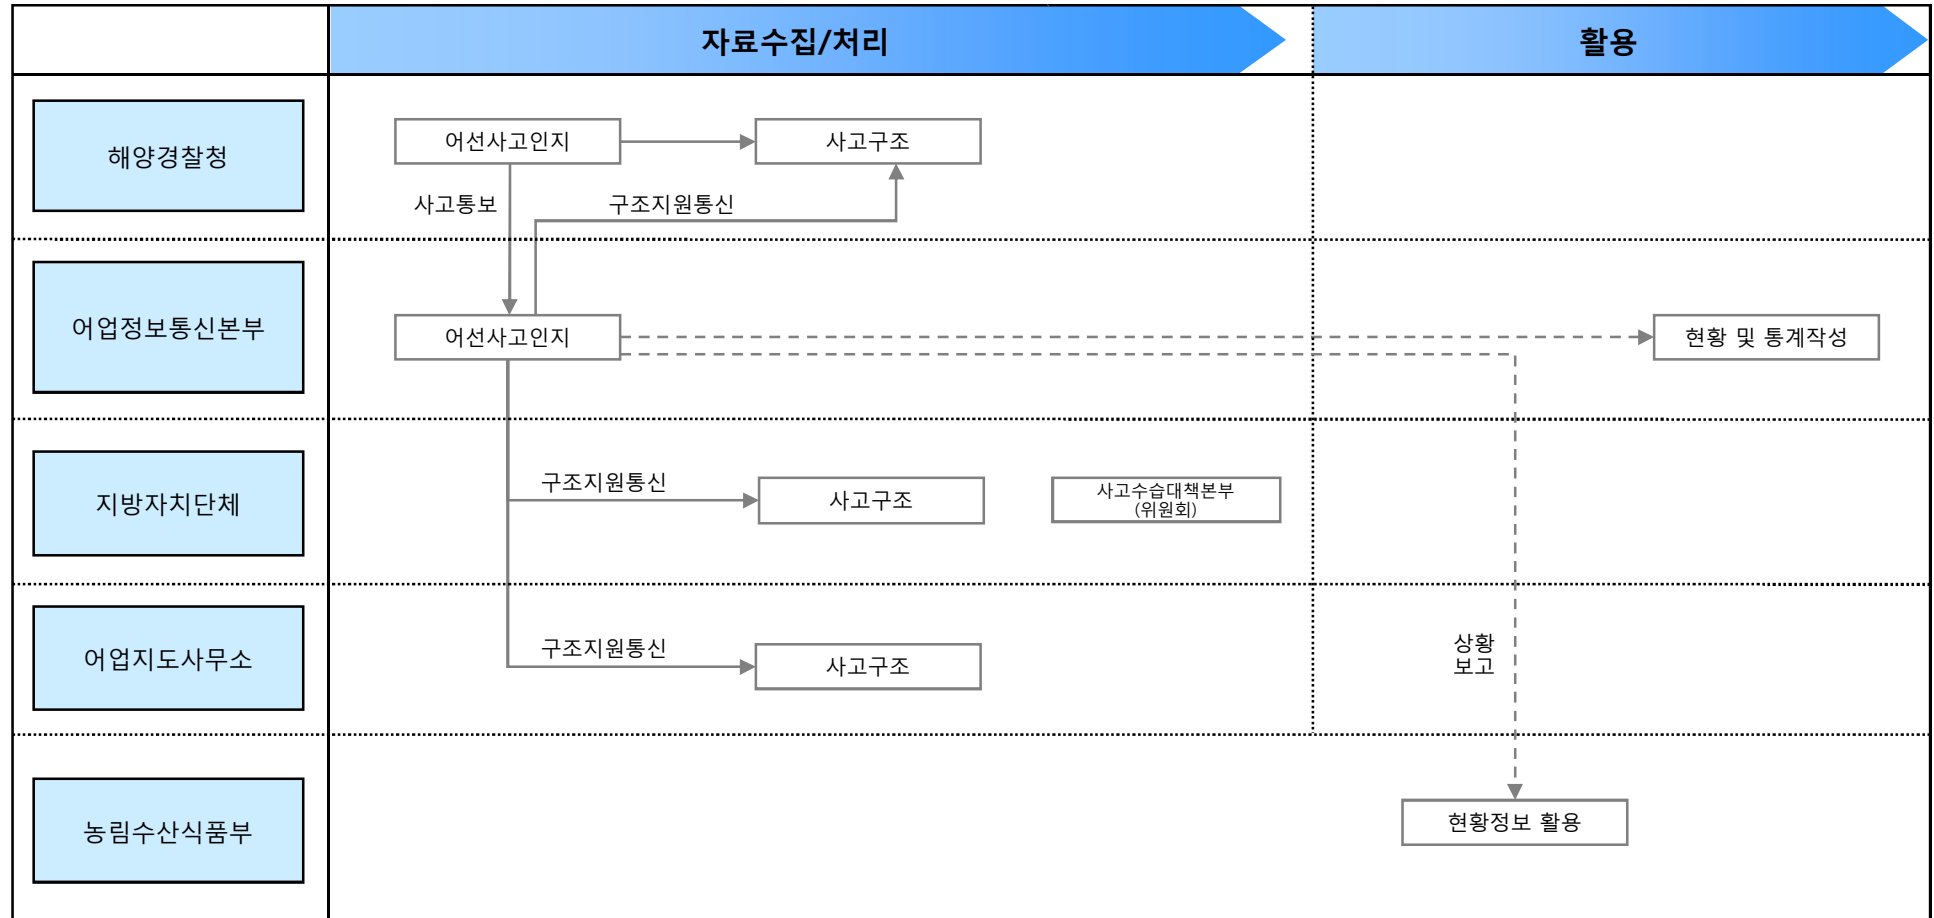 자료수집/처리
활용
해양경찰청
어선사고인지
사고구조
사고통보
구조지원통신
어업정보통신본부
어선사고인지
현황 및 통계작성
지방자치단체
구조지원통신
사고구조
사고수습대책본부
(위원회)
어업지도사무소
구조지원통신
사고구조
상황
보고
농림수산식품부
현황정보 활용